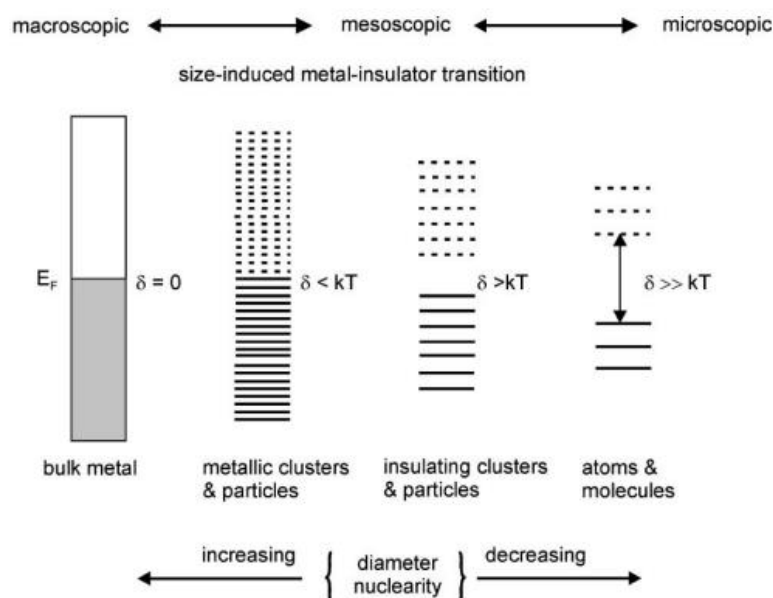 macroscopic mesoscopic microscopic
size-induced metal-insulator transition
E_F δ = 0 δ < kT δ >kT δ >> kT
bulk metal metallic clusters insulating clusters atoms &
& particles & particles molecules
increasing diameter decreasing
nuclearity